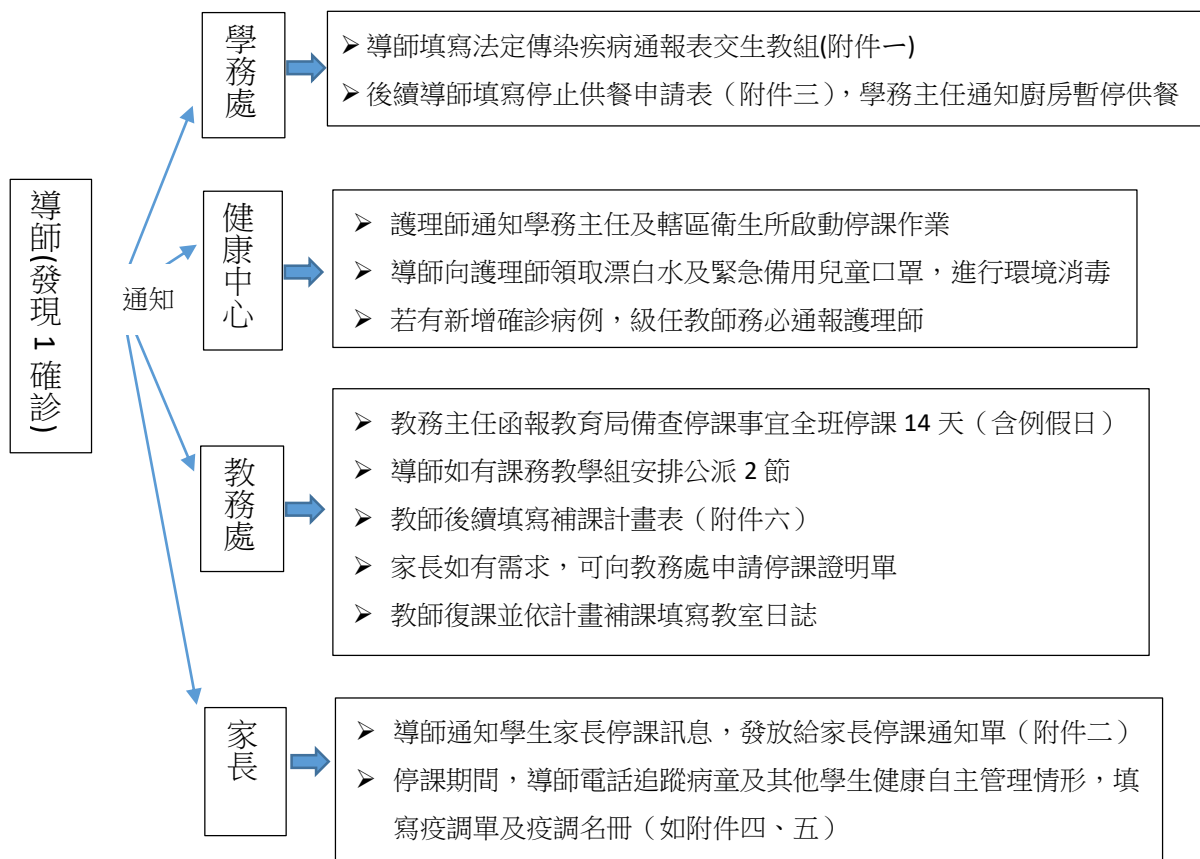 導師(發現 1 確診)
通知
學務處
➢ 導師填寫法定傳染疾病通報表交生教組(附件一)
➢ 後續導師填寫停止供餐申請表（附件三），學務主任通知廚房暫停供餐
健康中心
➢ 護理師通知學務主任及轄區衛生所啟動停課作業
➢ 導師向護理師領取漂白水及緊急備用兒童口罩，進行環境消毒
➢ 若有新增確診病例，級任教師務必通報護理師
教務處
➢ 教務主任函報教育局備查停課事宜全班停課 14 天（含例假日）
➢ 導師如有課務教學組安排公派 2 節
➢ 教師後續填寫補課計畫表（附件六）
➢ 家長如有需求，可向教務處申請停課證明單
➢ 教師復課並依計畫補課填寫教室日誌
家長
➢ 導師通知學生家長停課訊息，發放給家長停課通知單（附件二）
➢ 停課期間，導師電話追蹤病童及其他學生健康自主管理情形，填
寫疫調單及疫調名冊（如附件四、五）